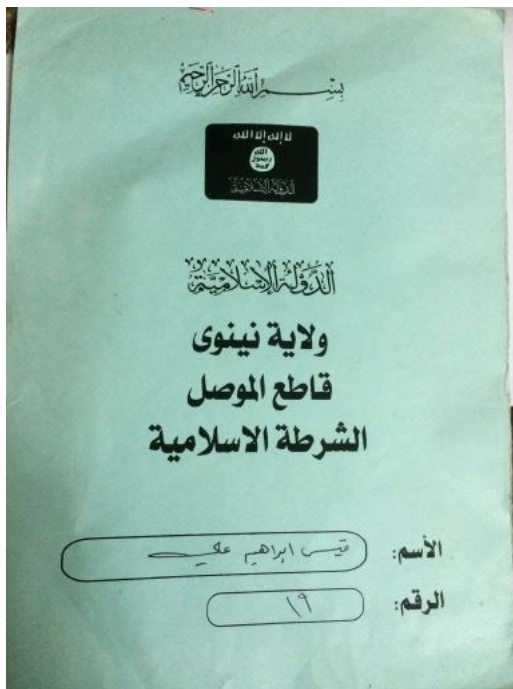 بسم الله الرحمن الرحيم
لا إله إلا الله
الله
رسول
محمد
الدولة الإسلامية
الدولة الإسلامية
ولاية نينوى
قاطع الموصل
الشرطة الاسلامية
الأسم: قيس ابراهيم علي
الرقم: ١٩